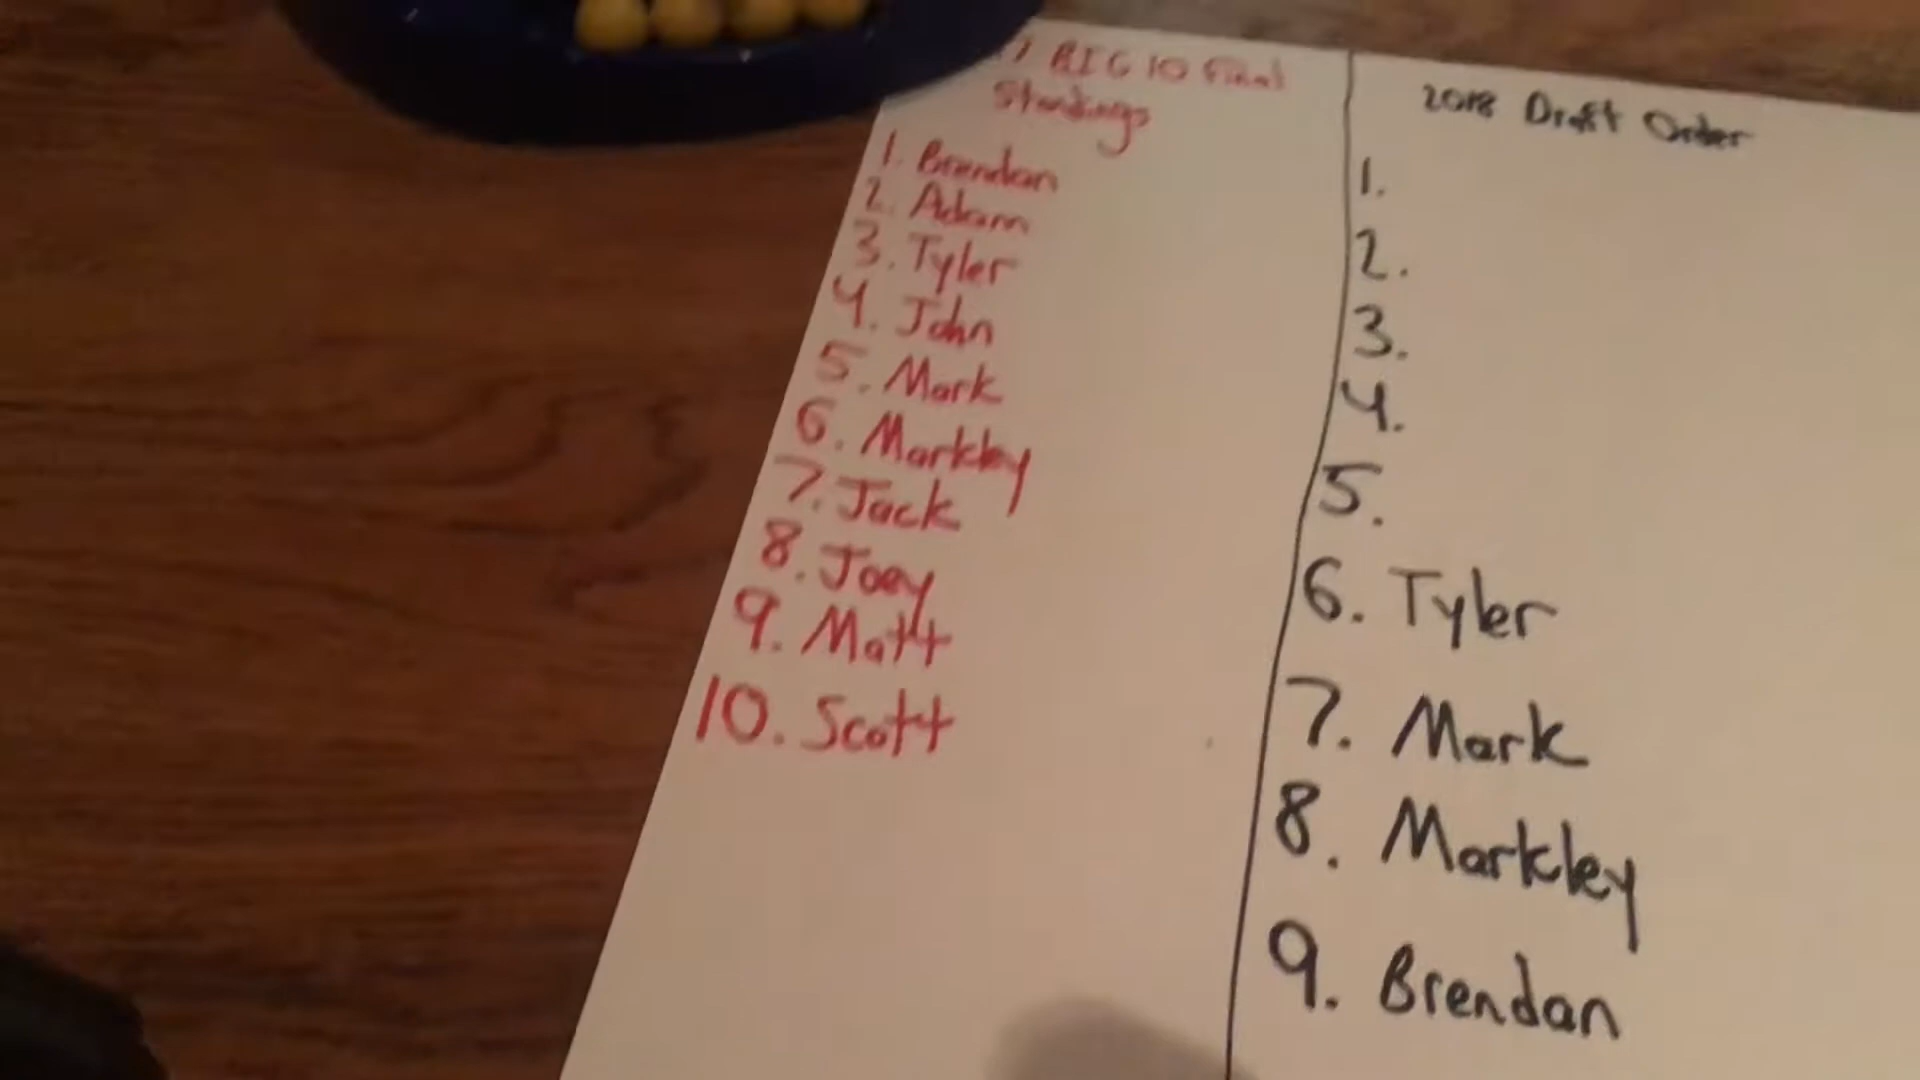 BIG 10 Final
Standings
1. Brendan
2. Adam
3. Tyler
4. John
5. Mark
6. Markley
7. Jack
8. Joey
9. Matt
10. Scott
2018 Draft Order
1.
2.
3.
4.
5.
6. Tyler
7. Mark
8. Markley
9. Brendan